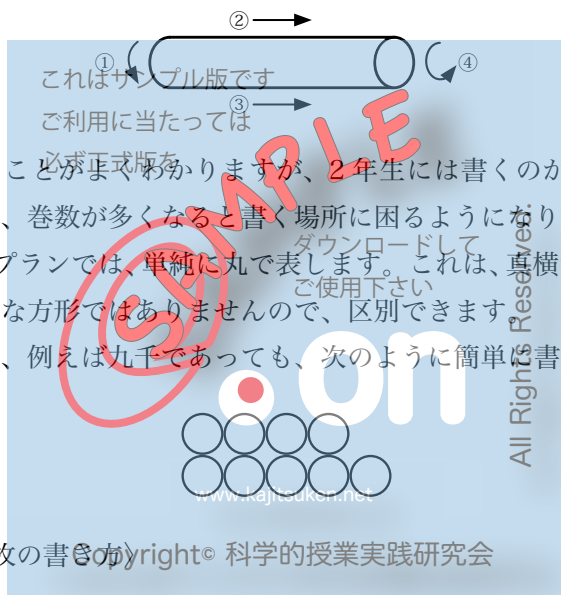 ②
①
④
③
これはサンプル版です
ご利用に当たっては
必ず正式版を
ことがよくわかりますが、２年生には書くのが
、巻数が多くなると書く場所に困るようになり
ダウンロードして
プランでは、単純に丸で表します。これは、真横
ご使用下さい
な方形ではありませんので、区別できます。
、例えば九千であっても、次のように簡単に書
SAMPLE
.on
All Rights Reserved.
www.kajitsuken.net
枚の書き方〉
Copyright© 科学的授業実践研究会